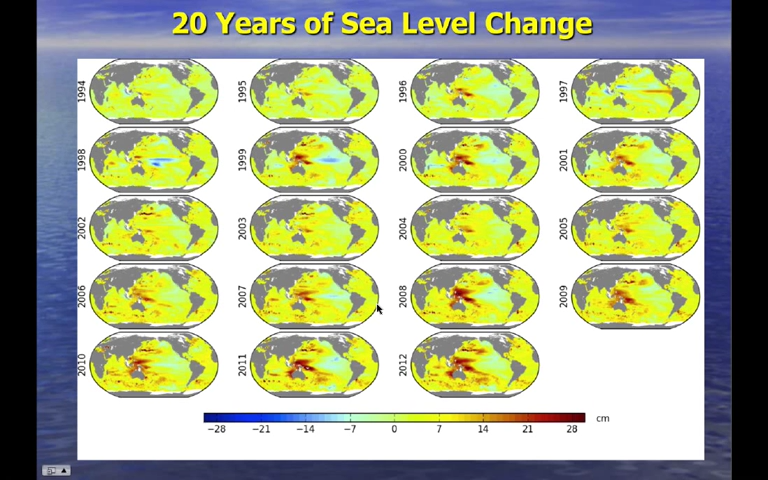 20 Years of Sea Level Change
1994 1995 1996 1997
1998 1999 2000 2001
2002 2003 2004 2005
2006 2007 2008 2009
2010 2011 2012
cm
−28 −21 −14 −7 0 7 14 21 28